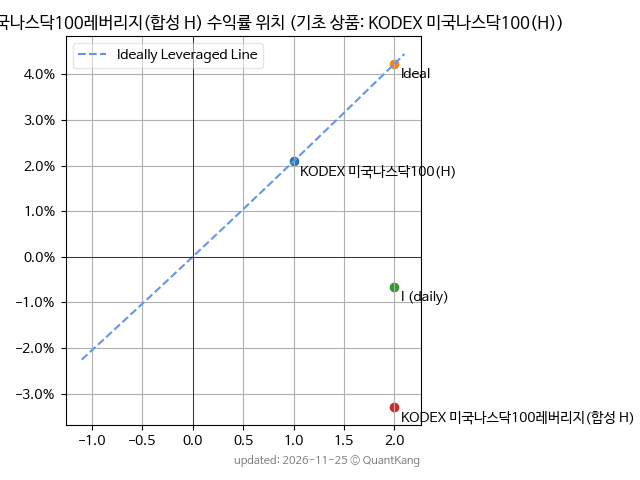 국나스닥100레버리지(합성 H) 수익률 위치 (기초 상품: KODEX 미국나스닥100(H))
Ideally Leveraged Line
4.0%
3.0%
2.0%
1.0%
0.0%
−1.0%
−2.0%
−3.0%
Ideal
KODEX 미국나스닥100(H)
I (daily)
KODEX 미국나스닥100레버리지(합성 H)
−1.0 −0.5 0.0 0.5 1.0 1.5 2.0
updated: 2026-11-25 © QuantKang